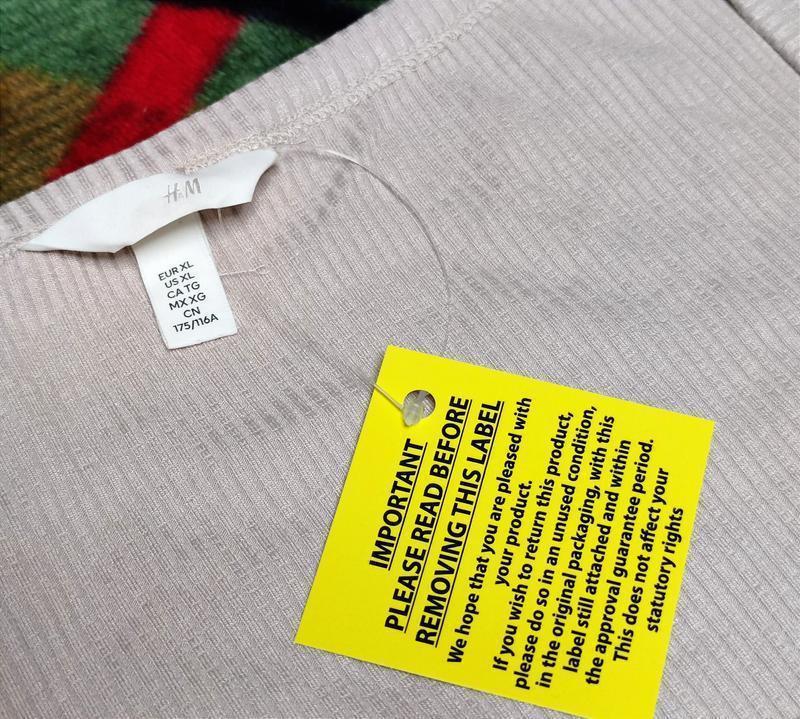 H&M
EUR XL
US XL
CA TG
MX XG
CN
175/116A
IMPORTANT
PLEASE READ BEFORE
REMOVING THIS LABEL
We hope that you are pleased with
your product.
If you wish to return this product,
please do so in an unused condition,
in the original packaging, with this
label still attached and within
the approval guarantee period.
This does not affect your
statutory rights